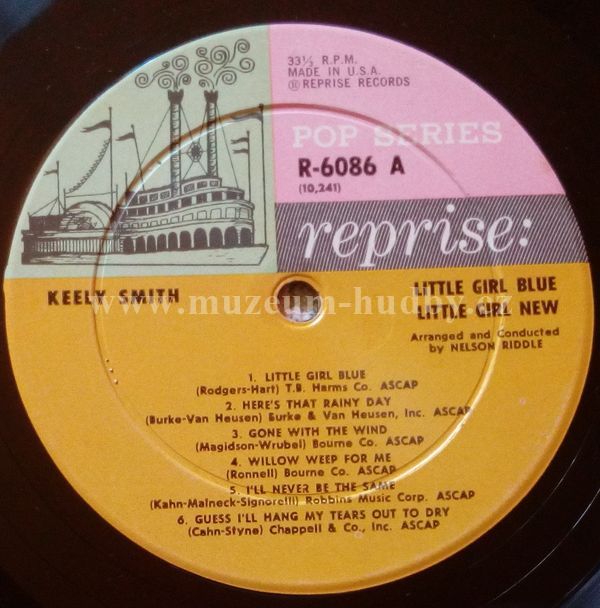 33⅓ R.P.M.
MADE IN U.S.A.
Ⓡ REPRISE RECORDS
POP SERIES
R-6086 A
(10,241)
reprise:
KEELY SMITH
LITTLE GIRL BLUE
LITTLE GIRL NEW
Arranged and Conducted
by NELSON RIDDLE
www.muzeum-hudby.cz
1. LITTLE GIRL BLUE
(Rodgers-Hart) T.B. Harms Co. ASCAP
2. HERE'S THAT RAINY DAY
(Burke-Van Heusen) Burke & Van Heusen, Inc. ASCAP
3. GONE WITH THE WIND
(Magidson-Wrubel) Bourne Co. ASCAP
4. WILLOW WEEP FOR ME
(Ronnell) Bourne Co. ASCAP
5. I'LL NEVER BE THE SAME
(Kahn-Malneck-Signorelli) Robbins Music Corp. ASCAP
6. GUESS I'LL HANG MY TEARS OUT TO DRY
(Cahn-Styne) Chappell & Co., Inc. ASCAP